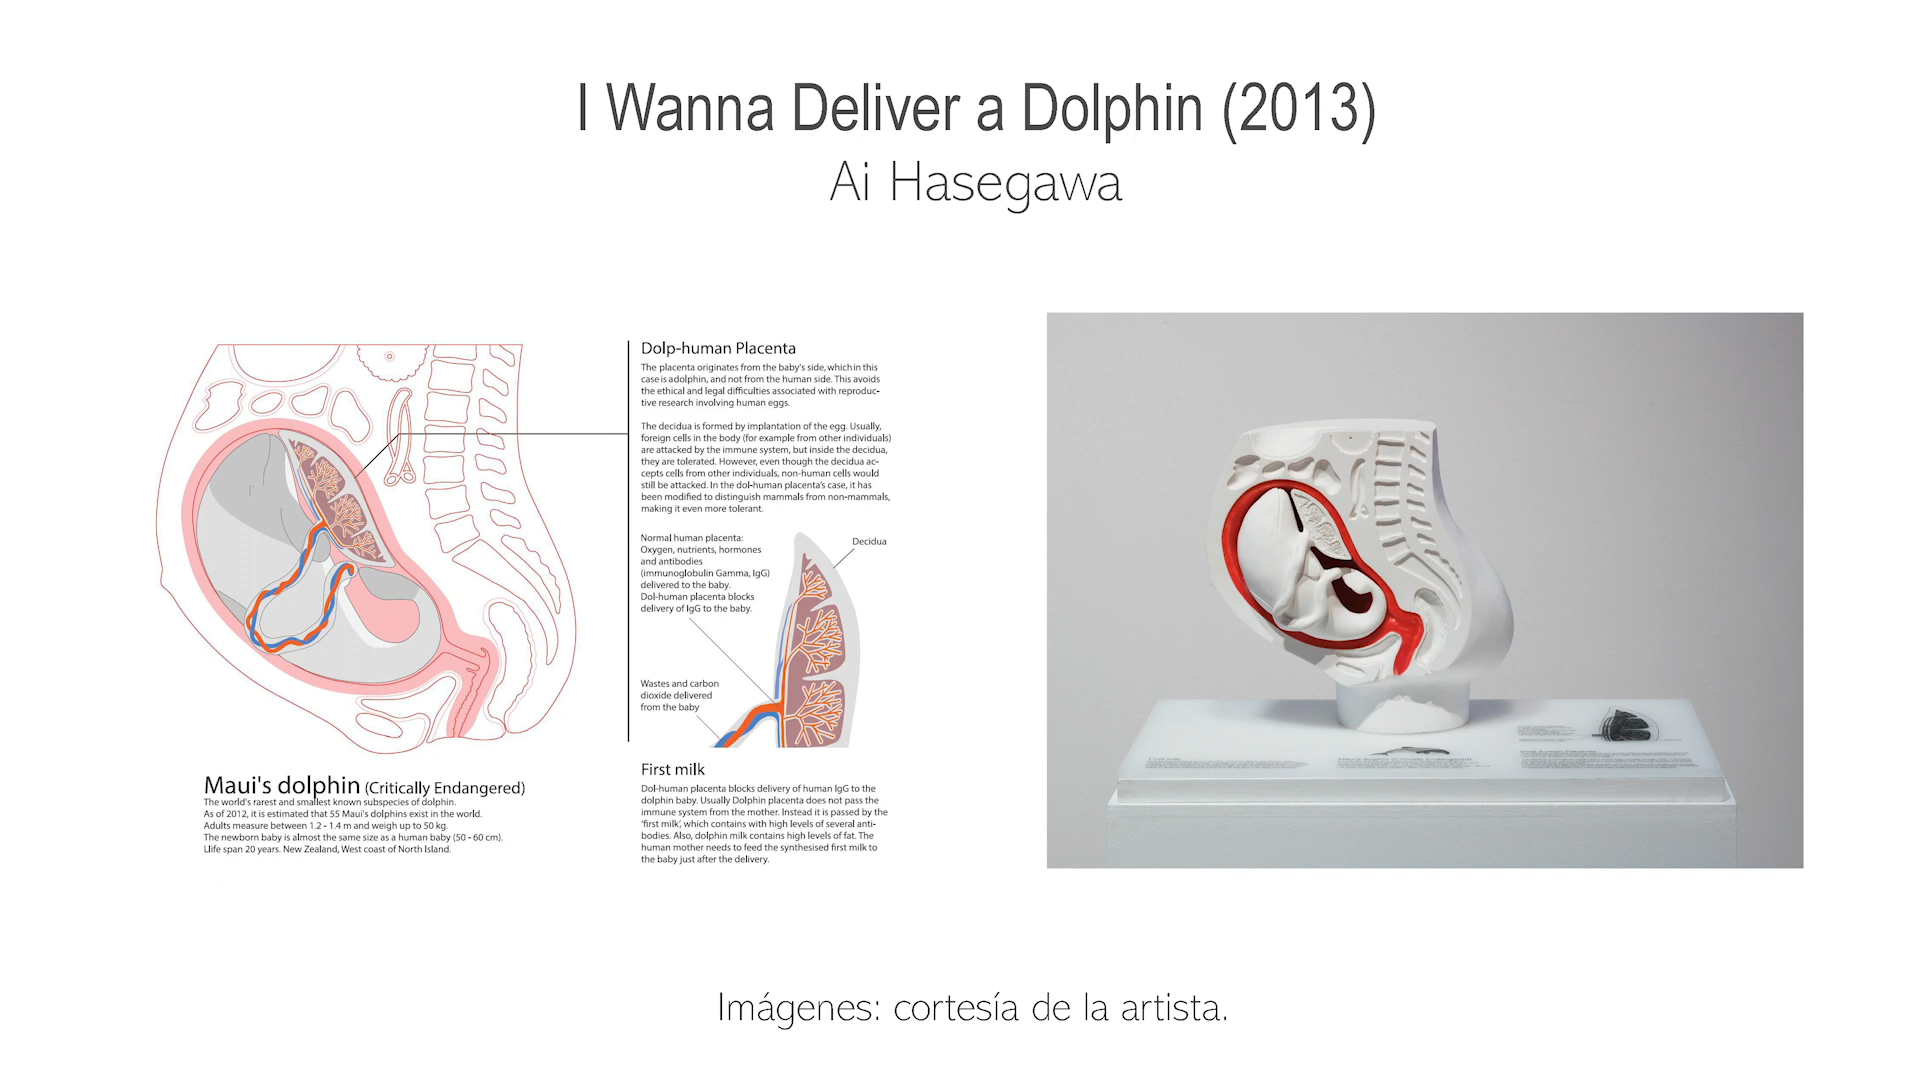 I Wanna Deliver a Dolphin (2013)
Ai Hasegawa
Dolp-human Placenta
The placenta originates from the baby's side, which in this
case is a dolphin, and not from the human side. This avoids
the ethical and legal difficulties associated with reproduc-
tive research involving human eggs.
The decidua is formed by implantation of the egg. Usually,
foreign cells in the body (for example from other individuals)
are attacked by the immune system, but inside the decidua,
they are tolerated. However, even though the decidua ac-
cepts cells from other individuals, non-human cells would
still be attacked. In the dol-human placenta's case, it has
been modified to distinguish mammals from non-mammals,
making it even more tolerant.
Normal human placenta:
Oxygen, nutrients, hormones
and antibodies
(immunoglobulin Gamma, IgG)
delivered to the baby.
Dol-human placenta blocks
delivery of IgG to the baby.
Decidua
Wastes and carbon
dioxide delivered
from the baby
Maui's dolphin (Critically Endangered)
The world's rarest and smallest known subspecies of dolphin.
As of 2012, it is estimated that 55 Maui's dolphins exist in the world.
Adults measure between 1.2 - 1.4 m and weigh up to 50 kg.
The newborn baby is almost the same size as a human baby (50 - 60 cm).
Llife span 20 years. New Zealand, West coast of North Island.
First milk
Dol-human placenta blocks delivery of human IgG to the
dolphin baby. Usually Dolphin placenta does not pass the
immune system from the mother. Instead it is passed by the
'first milk', which contains with high levels of several anti-
bodies. Also, dolphin milk contains high levels of fat. The
human mother needs to feed the synthesised first milk to
the baby just after the delivery.
Imágenes: cortesía de la artista.